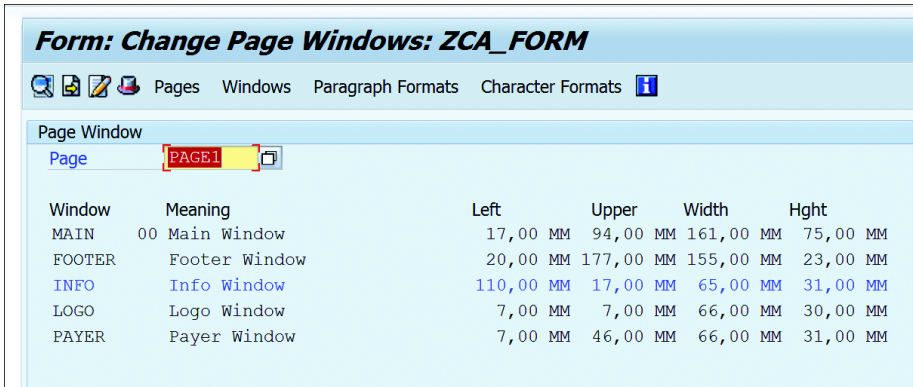 Form: Change Page Windows: ZCA_FORM
Pages Windows Paragraph Formats Character Formats
Page Window
Page PAGE1
Window Meaning Left Upper Width Hght
MAIN 00 Main Window 17,00 MM 94,00 MM 161,00 MM 75,00 MM
FOOTER Footer Window 20,00 MM 177,00 MM 155,00 MM 23,00 MM
INFO Info Window 110,00 MM 17,00 MM 65,00 MM 31,00 MM
LOGO Logo Window 7,00 MM 7,00 MM 66,00 MM 30,00 MM
PAYER Payer Window 7,00 MM 46,00 MM 66,00 MM 31,00 MM